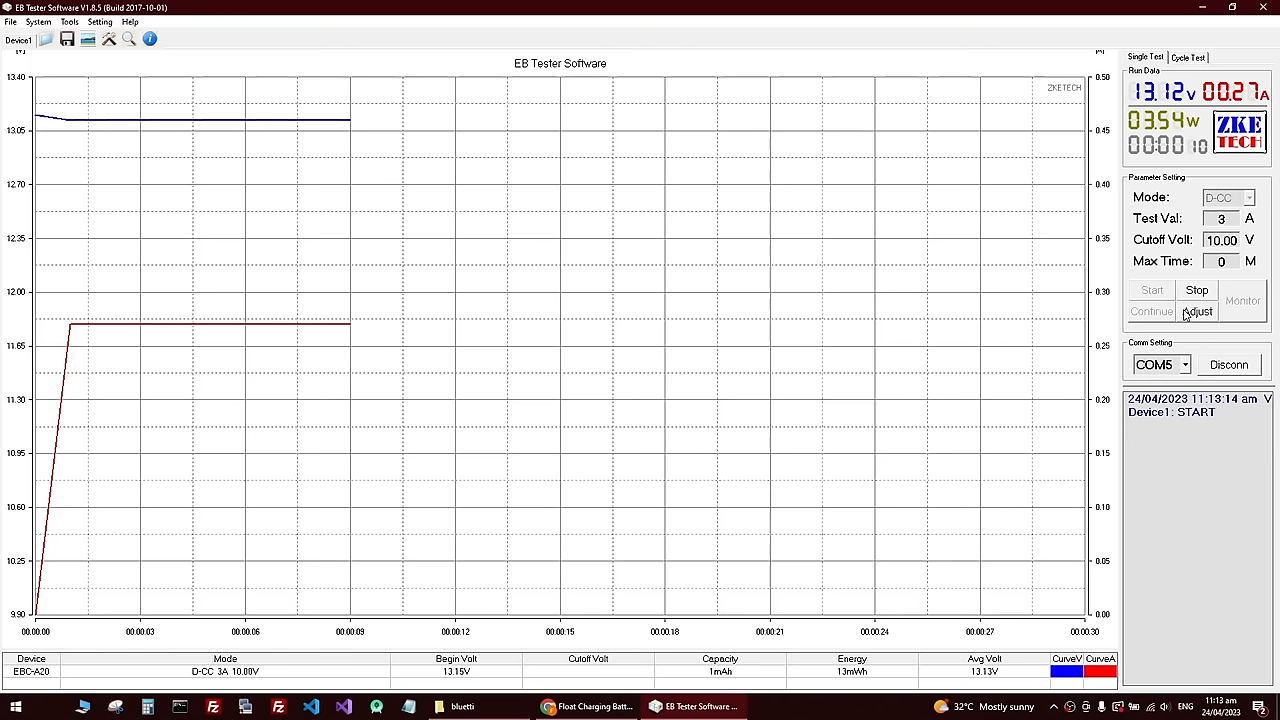 EB Tester Software V1.8.5 (Build 2017-10-01)
File System Tools Setting Help
Device1
[V] EB Tester Software [A]
ZKETECH
13.40
13.05
12.70
12.35
12.00
11.65
11.30
10.95
10.60
10.25
9.90
0.50
0.45
0.40
0.35
0.30
0.25
0.20
0.15
0.10
0.05
0.00
00:00:00 00:00:03 00:00:06 00:00:09 00:00:12 00:00:15 00:00:18 00:00:21 00:00:24 00:00:27 00:00:30
Device Mode Begin Volt Cutoff Volt Capacity Energy Avg Volt CurveV CurveA
EBC-A20 D-CC 3A 10.00V 13.15V 1mAh 13mWh 13.13V
Single Test Cycle Test
Run Data
13.12V 00.27A
03.54W
00:00 10
ZKE
TECH
Parameter Setting
Mode: D-CC
Test Val: 3 A
Cutoff Volt: 10.00 V
Max Time: 0 M
Start Stop Monitor
Continue Adjust
Comm Setting
COM5 Disconn
24/04/2023 11:13:14 am V
Device1: START
bluetti
Float Charging Batt...
EB Tester Software ...
32°C Mostly sunny
ENG
11:13 am
24/04/2023
2